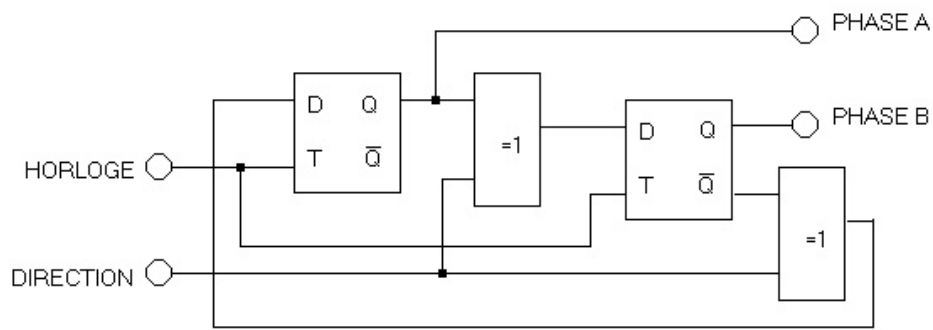 PHASE A
D Q
T Q̅
=1
D Q
T Q̅
=1
PHASE B
HORLOGE
DIRECTION